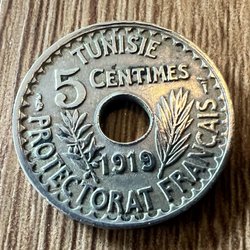 TUNISIE
5 CENTIMES
1919
PROTECTORAT FRANÇAIS